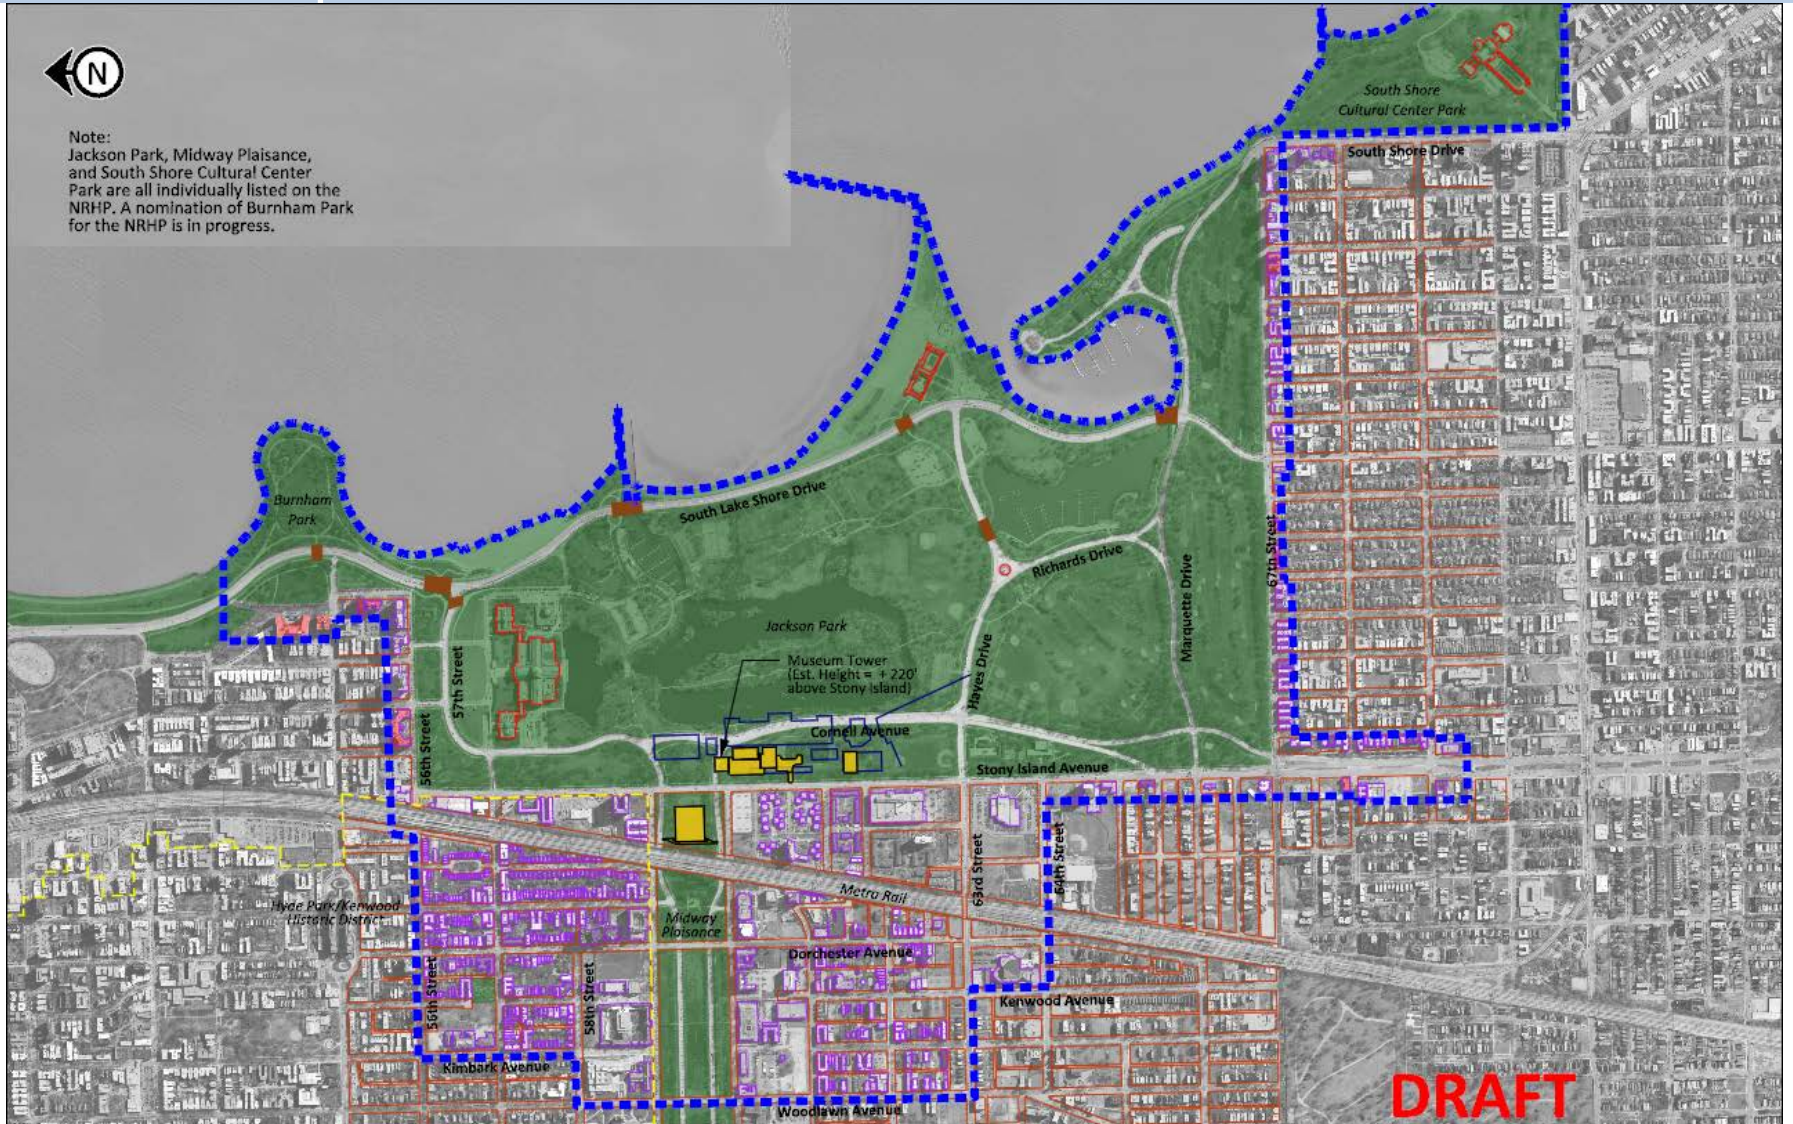 N
Note:
Jackson Park, Midway Plaisance,
and South Shore Cultural Center
Park are all individually listed on the
NRHP. A nomination of Burnham Park
for the NRHP is in progress.
South Shore
Cultural Center Park
South Shore Drive
Burnham
Park
South Lake Shore Drive
Richards Drive
67th Street
Marquette Drive
Jackson Park
Museum Tower
(Est. Height = + 220'
above Stony Island)
Hayes Drive
57th Street
56th Street
Cornell Avenue
Stony Island Avenue
63rd Street
64th Street
Metra Rail
Hyde Park/Kenwood
Historic District
Midway
Plaisance
Dorchester Avenue
56th Street
58th Street
Kenwood Avenue
Kimbark Avenue
Woodlawn Avenue
DRAFT